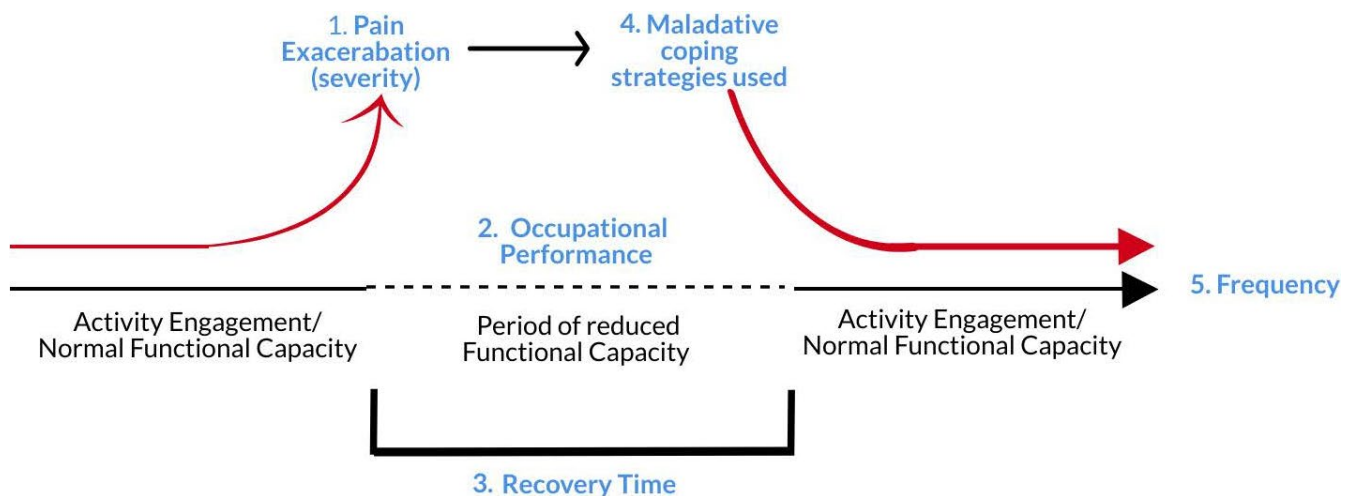 1. Pain
Exacerabation
(severity)
4. Maladative
coping
strategies used
2. Occupational
Performance
5. Frequency
Activity Engagement/
Normal Functional Capacity
Period of reduced
Functional Capacity
Activity Engagement/
Normal Functional Capacity
3. Recovery Time